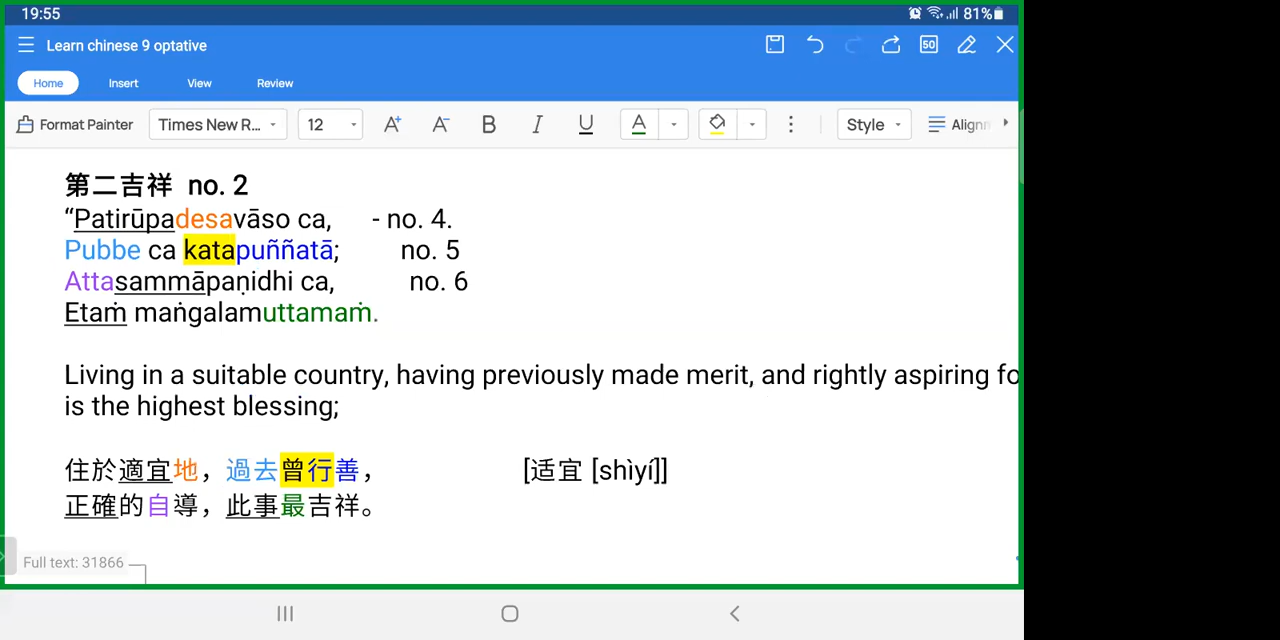 19:55
81%
Learn chinese 9 optative
50
Home Insert View Review
Format Painter Times New R... 12 A+ A- B I U A Style Alignn
第二吉祥 no. 2
“Patirūpadesavāso ca, - no. 4.
Pubbe ca katapuññatā; no. 5
Attasammāpaṇidhi ca, no. 6
Etaṁ maṅgalamuttamaṁ.
Living in a suitable country, having previously made merit, and rightly aspiring fo
is the highest blessing;
住於適宜地，過去曾行善， [适宜 [shìyí]]
正確的自導，此事最吉祥。
Full text: 31866